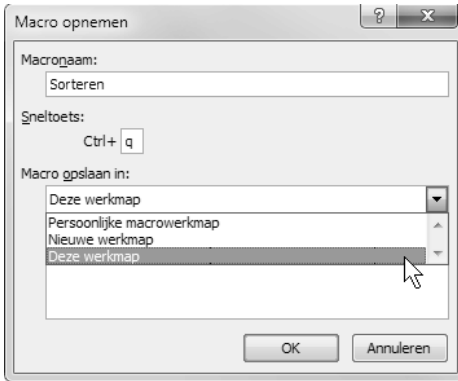 Macro opnemen
Macronaam:
Sorteren
Sneltoets:
Ctrl+ q
Macro opslaan in:
Deze werkmap
Persoonlijke macrowerkmap
Nieuwe werkmap
Deze werkmap
OK Annuleren